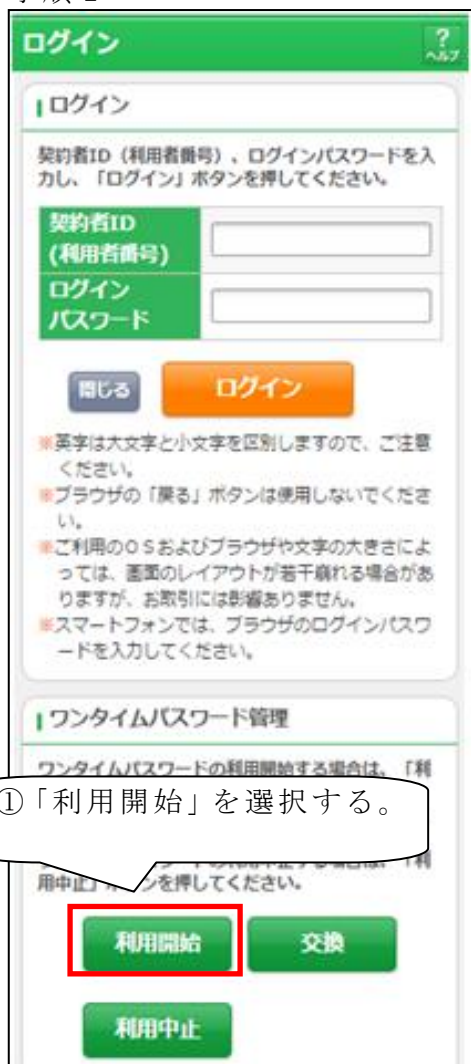 ログイン
?
ヘルプ
ログイン
契約者ID（利用者番号）、ログインパスワードを入
力し、「ログイン」ボタンを押してください。
契約者ID
(利用者番号)
ログイン
パスワード
閉じる
ログイン
※英字は大文字と小文字を区別しますので、ご注意
ください。
※ブラウザの「戻る」ボタンは使用しないでくださ
い。
※ご利用のＯＳおよびブラウザや文字の大きさによ
っては、画面のレイアウトが若干崩れる場合があ
りますが、お取引には影響ありません。
※スマートフォンでは、ブラウザのログインパスワ
ードを入力してください。
ワンタイムパスワード管理
ワンタイムパスワードの利用開始する場合は、「利
①「利用開始」を選択する。
用中止」ボタンを押してください。
利用開始
交換
利用中止